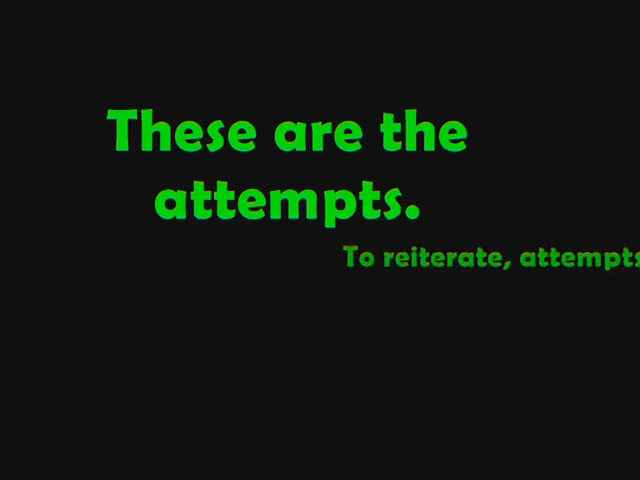 These are the
attempts.
To reiterate, attempts